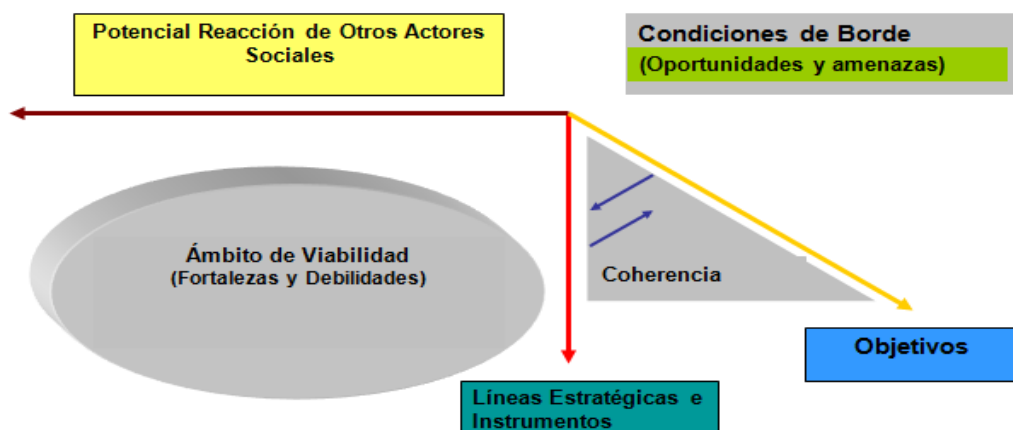 Potencial Reacción de Otros Actores
Sociales
Condiciones de Borde
(Oportunidades y amenazas)
Ámbito de Viabilidad
(Fortalezas y Debilidades)
Coherencia
Objetivos
Líneas Estratégicas e
Instrumentos